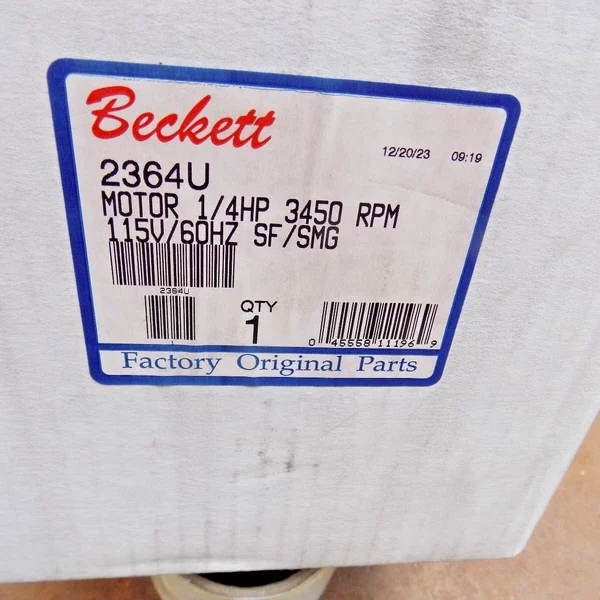 Beckett
12/20/23 09:19
2364U
MOTOR 1/4HP 3450 RPM
115V/60HZ SF/SMG
2364U
QTY
1
1
0 45558 11196 9
Factory Original Parts